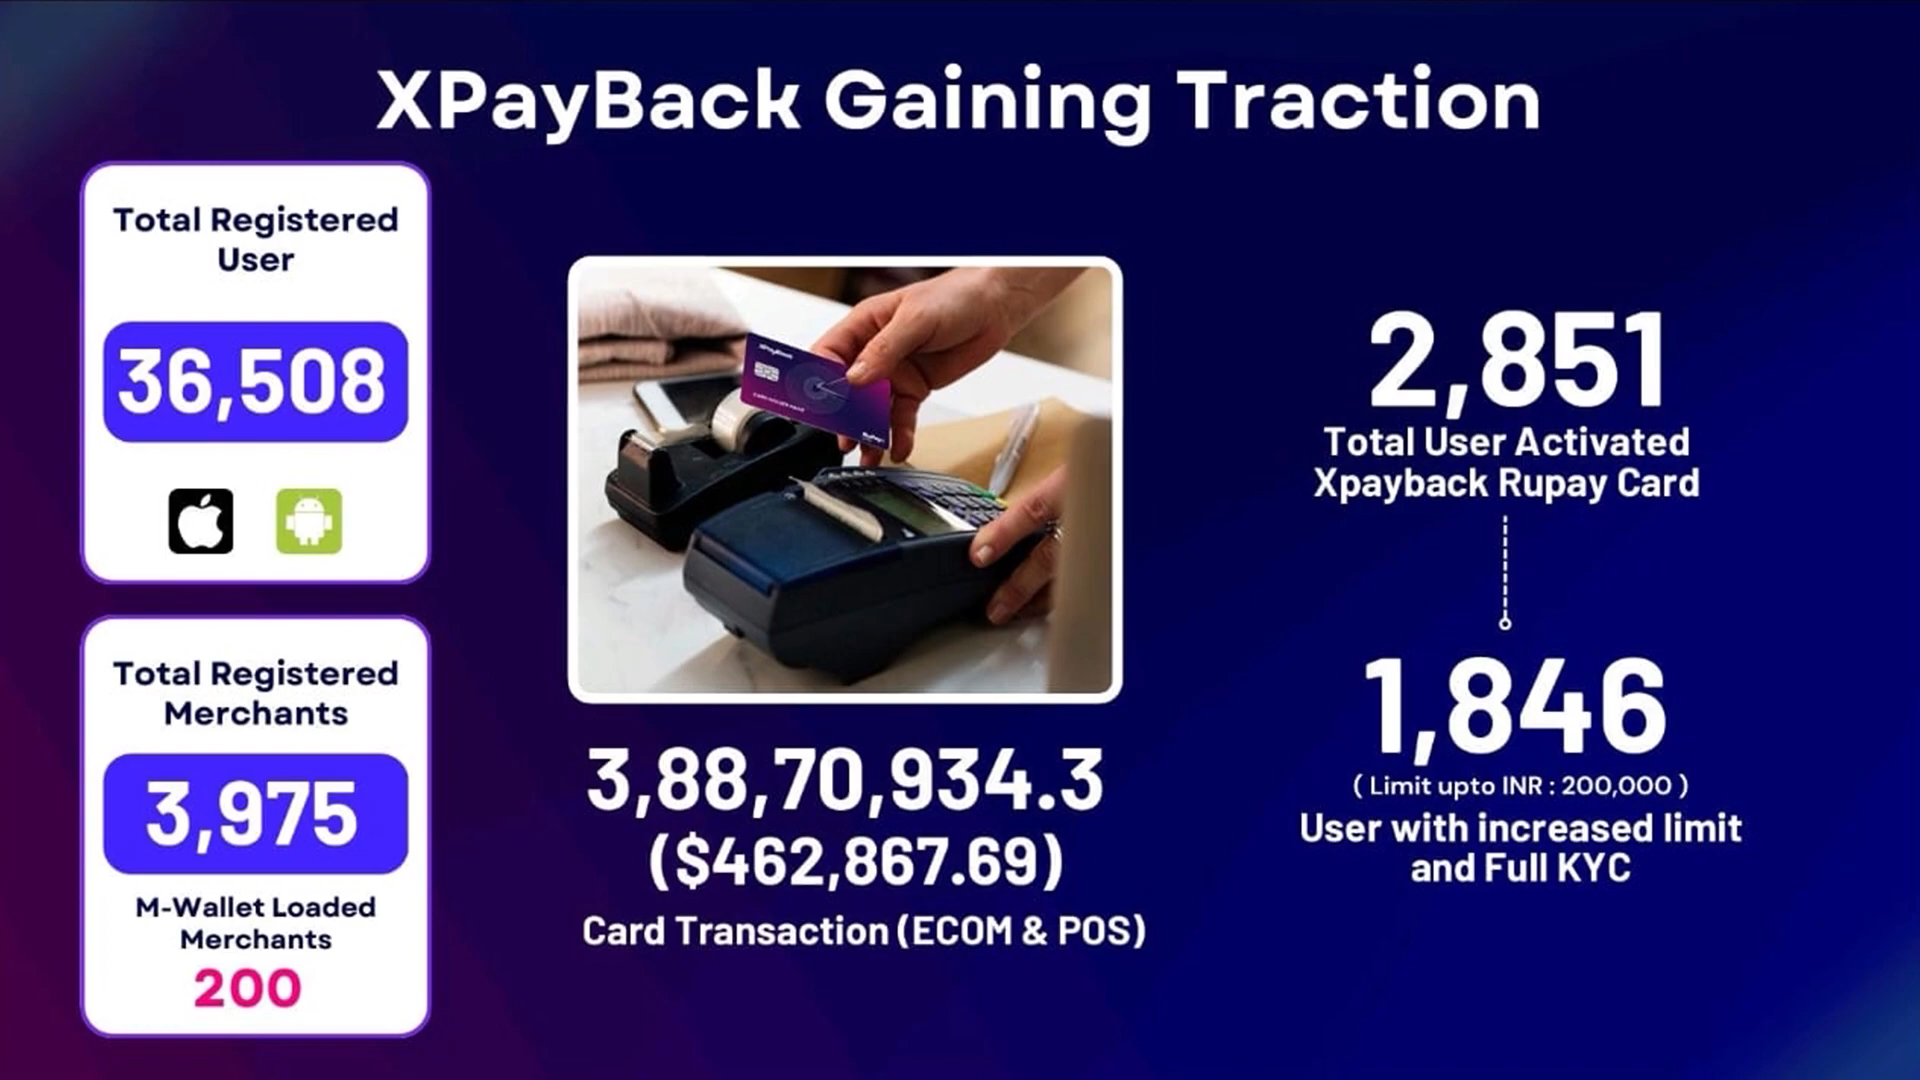 XPayBack Gaining Traction
Total Registered
User
36,508
Total Registered
Merchants
3,975
M-Wallet Loaded
Merchants
200
XPayBack
3,88,70,934.3
($462,867.69)
Card Transaction (ECOM & POS)
2,851
Total User Activated
Xpayback Rupay Card
1,846
( Limit upto INR : 200,000 )
User with increased limit
and Full KYC